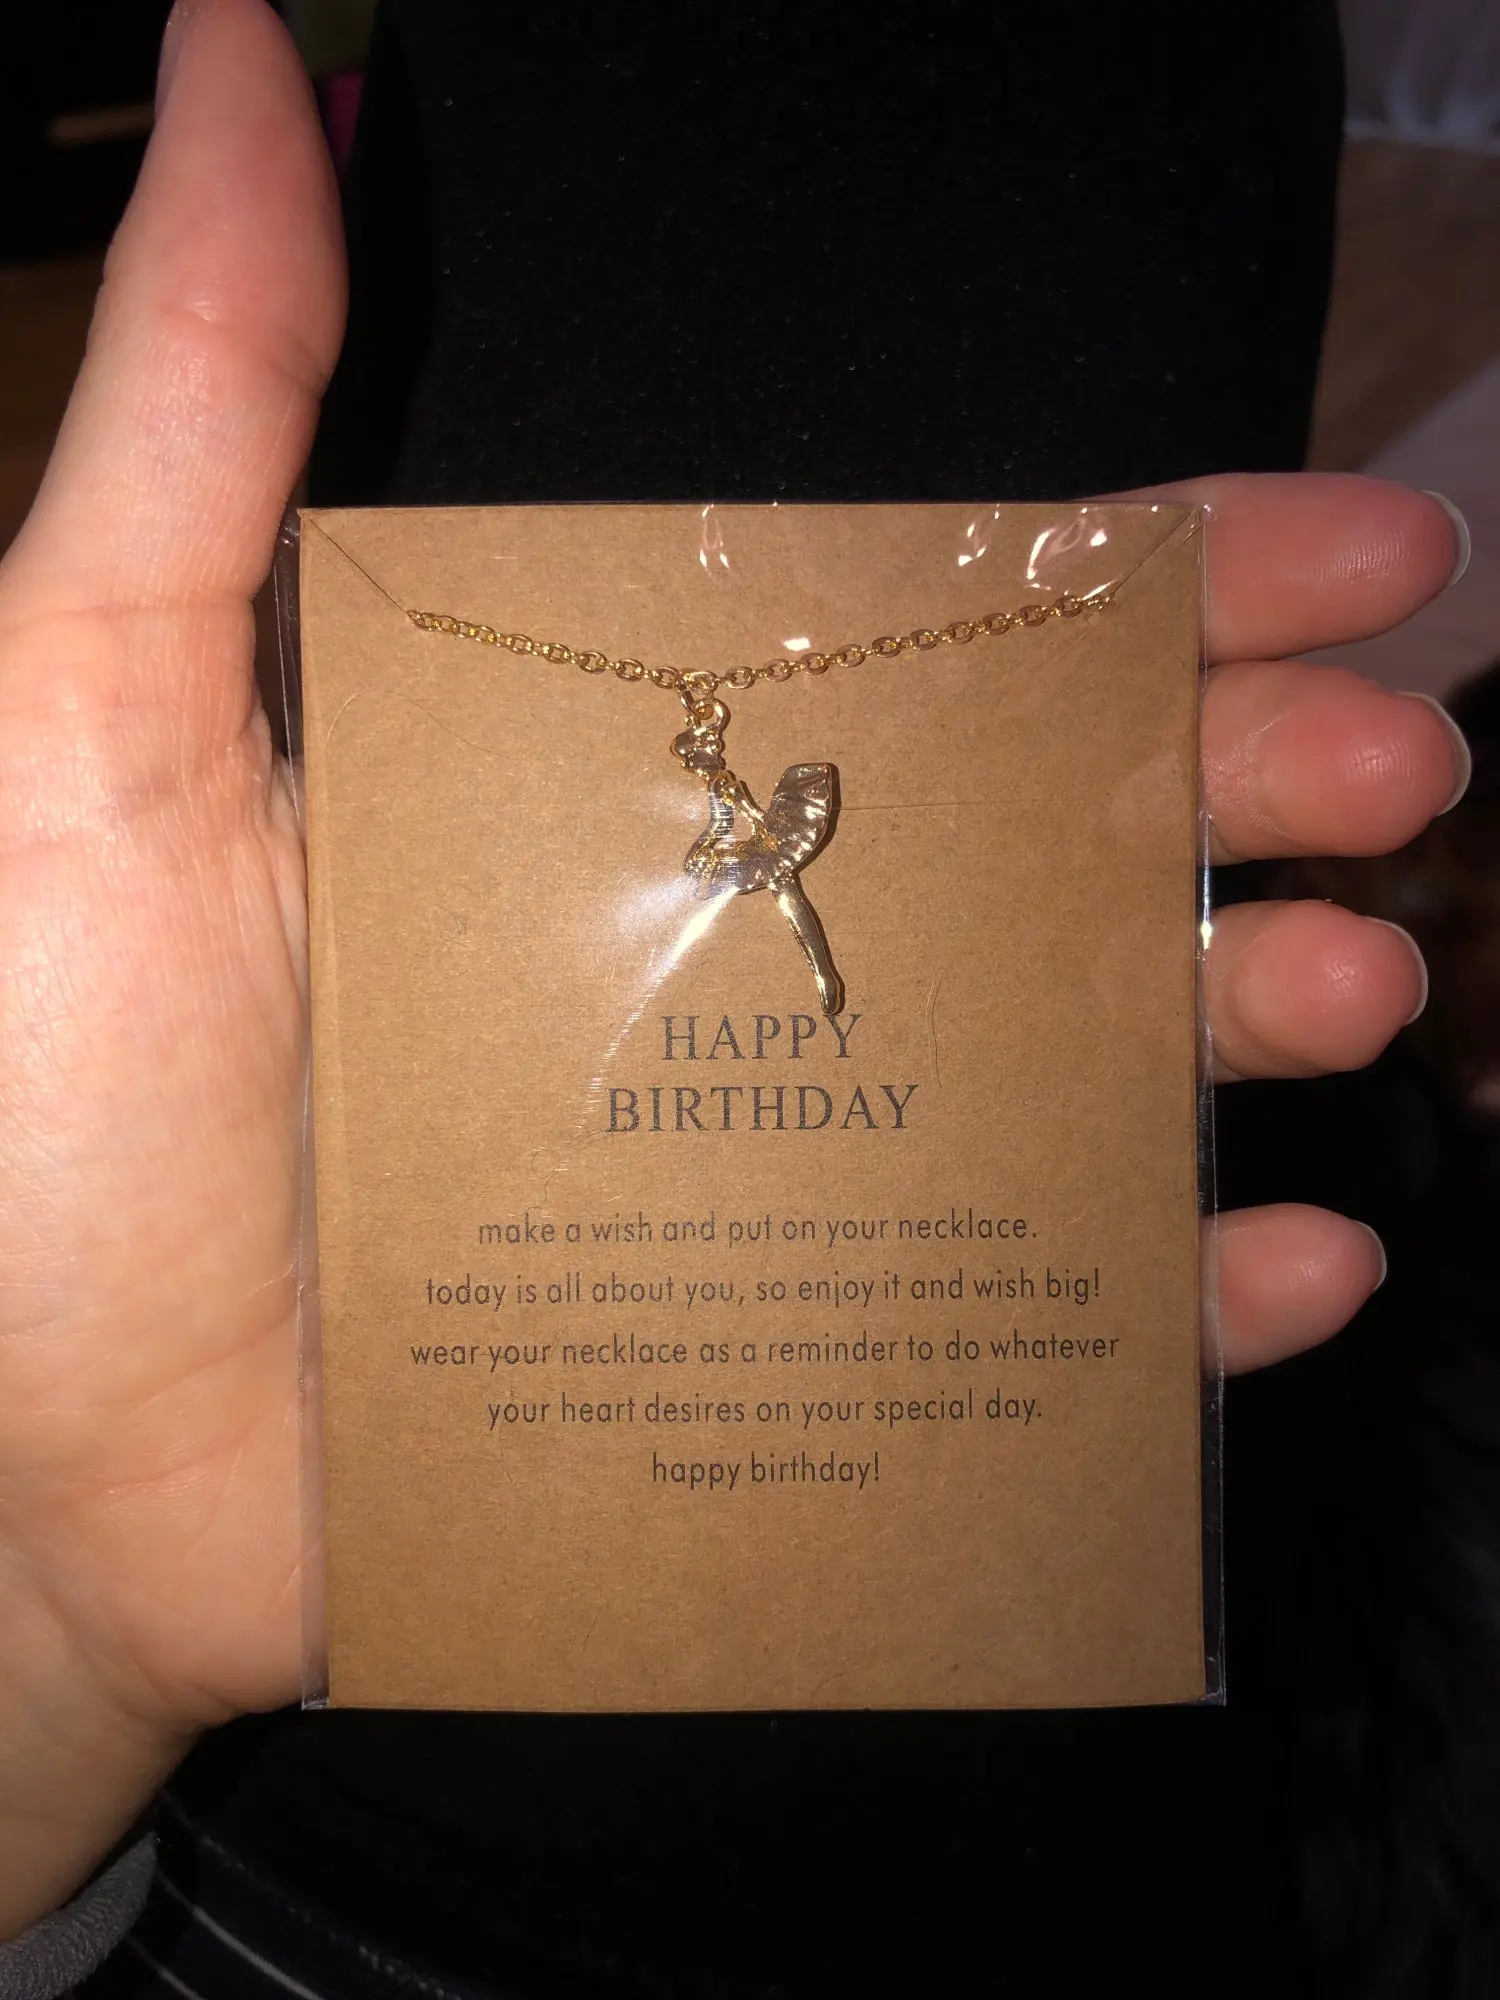 HAPPY
BIRTHDAY
make a wish and put on your necklace.
today is all about you, so enjoy it and wish big!
wear your necklace as a reminder to do whatever
your heart desires on your special day.
happy birthday!